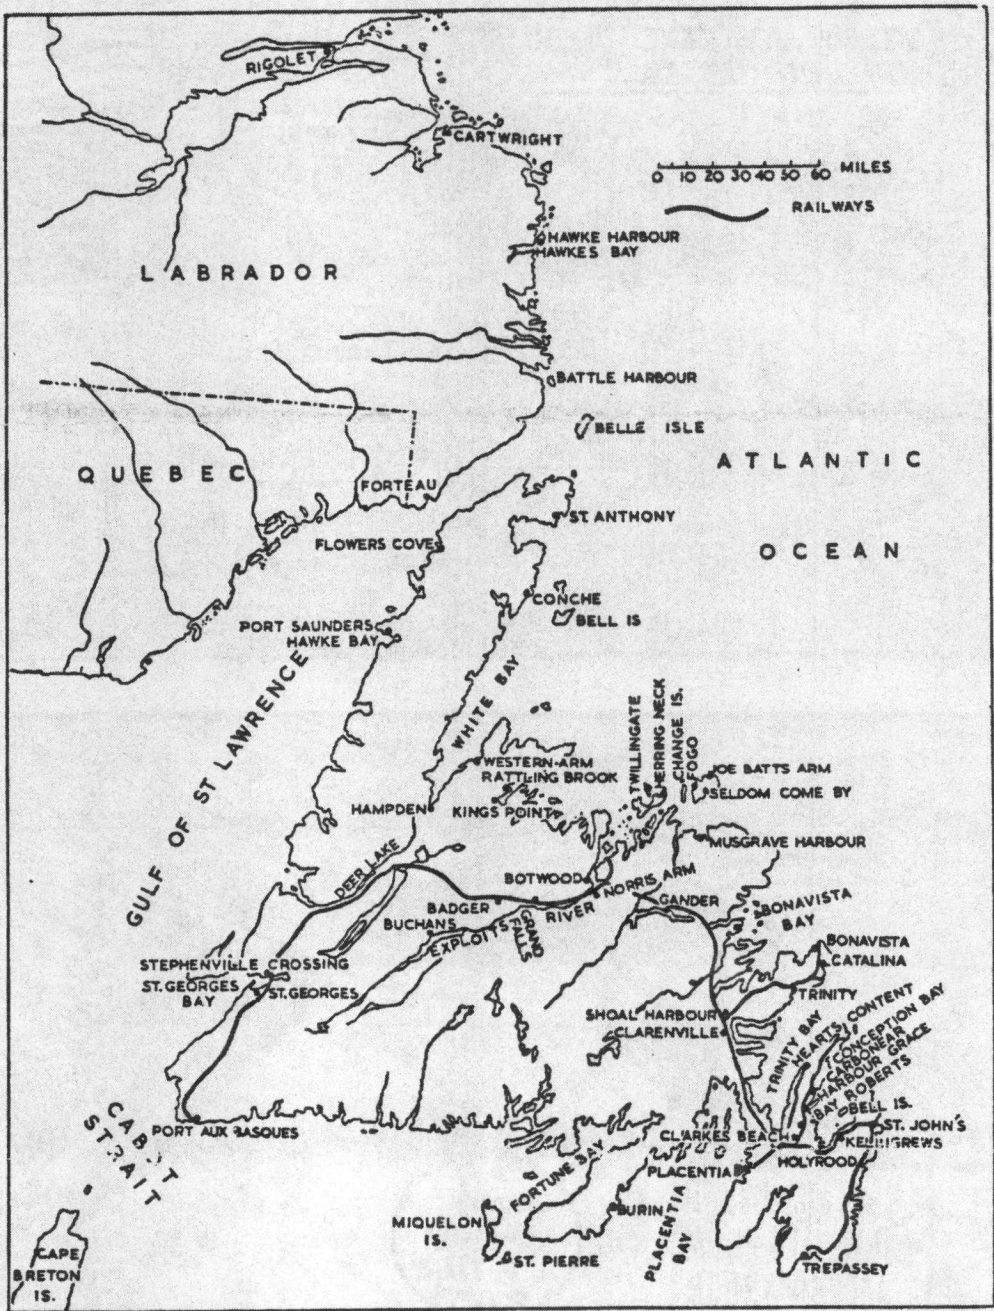 RIGOLET
CARTWRIGHT
0 10 20 30 40 50 60 MILES
RAILWAYS
HAWKE HARBOUR
HAWKES BAY
LABRADOR
BATTLE HARBOUR
BELLE ISLE
ATLANTIC
OCEAN
QUEBEC
FORTEAU
ST. ANTHONY
FLOWERS COVE
CONCHE
BELL IS
PORT SAUNDERS
HAWKE BAY
GULF OF ST LAWRENCE
WHITE BAY
TWILLINGATE
HERRING NECK
CHANGE IS.
FOGO
JOE BATTS ARM
SELDOM COME BY
WESTERN ARM
RATTLING BROOK
HAMPDEN
KINGS POINT
MUSGRAVE HARBOUR
DEER LAKE
BOTWOOD
NORRIS ARM
BADGER
RIVER
GANDER
BONAVISTA
BAY
BUCHANS
EXPLOITS
GRAND
FALLS
BONAVISTA
CATALINA
STEPHENVILLE CROSSING
ST. GEORGES
BAY
ST. GEORGES
TRINITY
SHOAL HARBOUR
CLARENVILLE
TRINITY BAY
HEARTS CONTENT
CONCEPTION BAY
CARBONEAR
HARBOUR GRACE
BAY ROBERTS
BELL IS.
ST. JOHN'S
CABOT
STRAIT
PORT AUX BASQUES
CLARKES BEACH
KELLIGREWS
HOLYROOD
FORTUNE BAY
PLACENTIA
BURIN
PLACENTIA
BAY
MIQUELON
IS.
ST. PIERRE
CAPE
BRETON
IS.
TREPASSEY